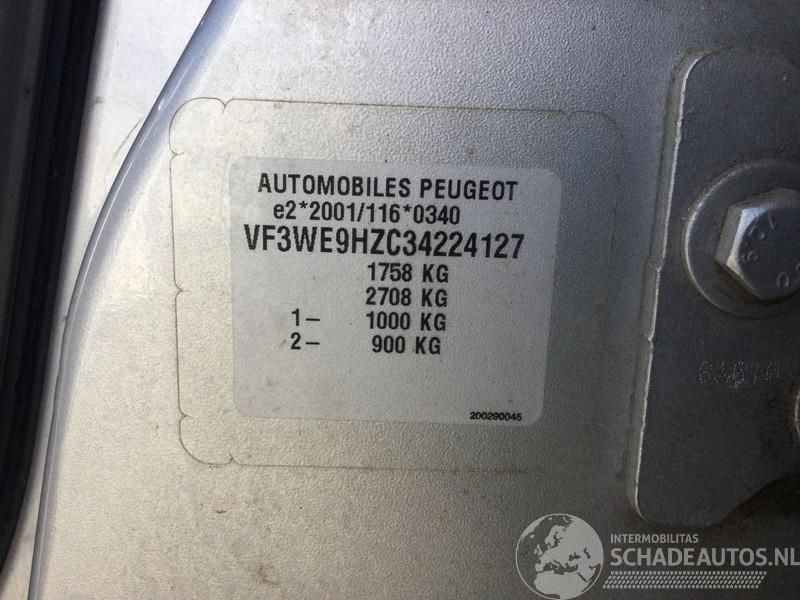 AUTOMOBILES PEUGEOT
e2*2001/116*0340
VF3WE9HZC34224127
1758 KG
2708 KG
1- 1000 KG
2- 900 KG
200290045
INTERMOBILITAS
SCHADEAUTOS.NL